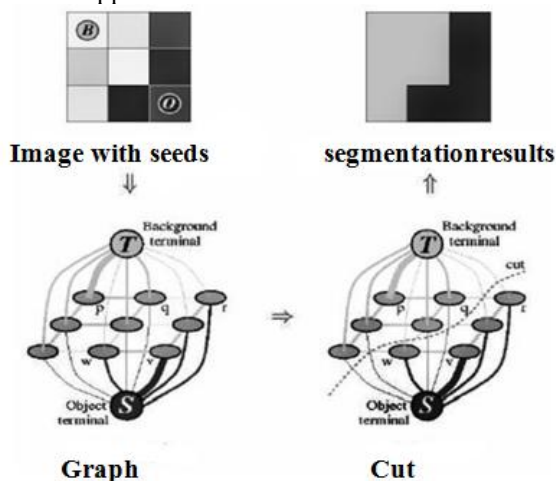 B
O
Image with seeds
segmentationresults
⇓
⇑
Background
terminal
T
p
q
r
w
v
S
Object
terminal
⇒
Background
terminal
T
cut
p
q
r
w
v
S
Object
terminal
Graph
Cut